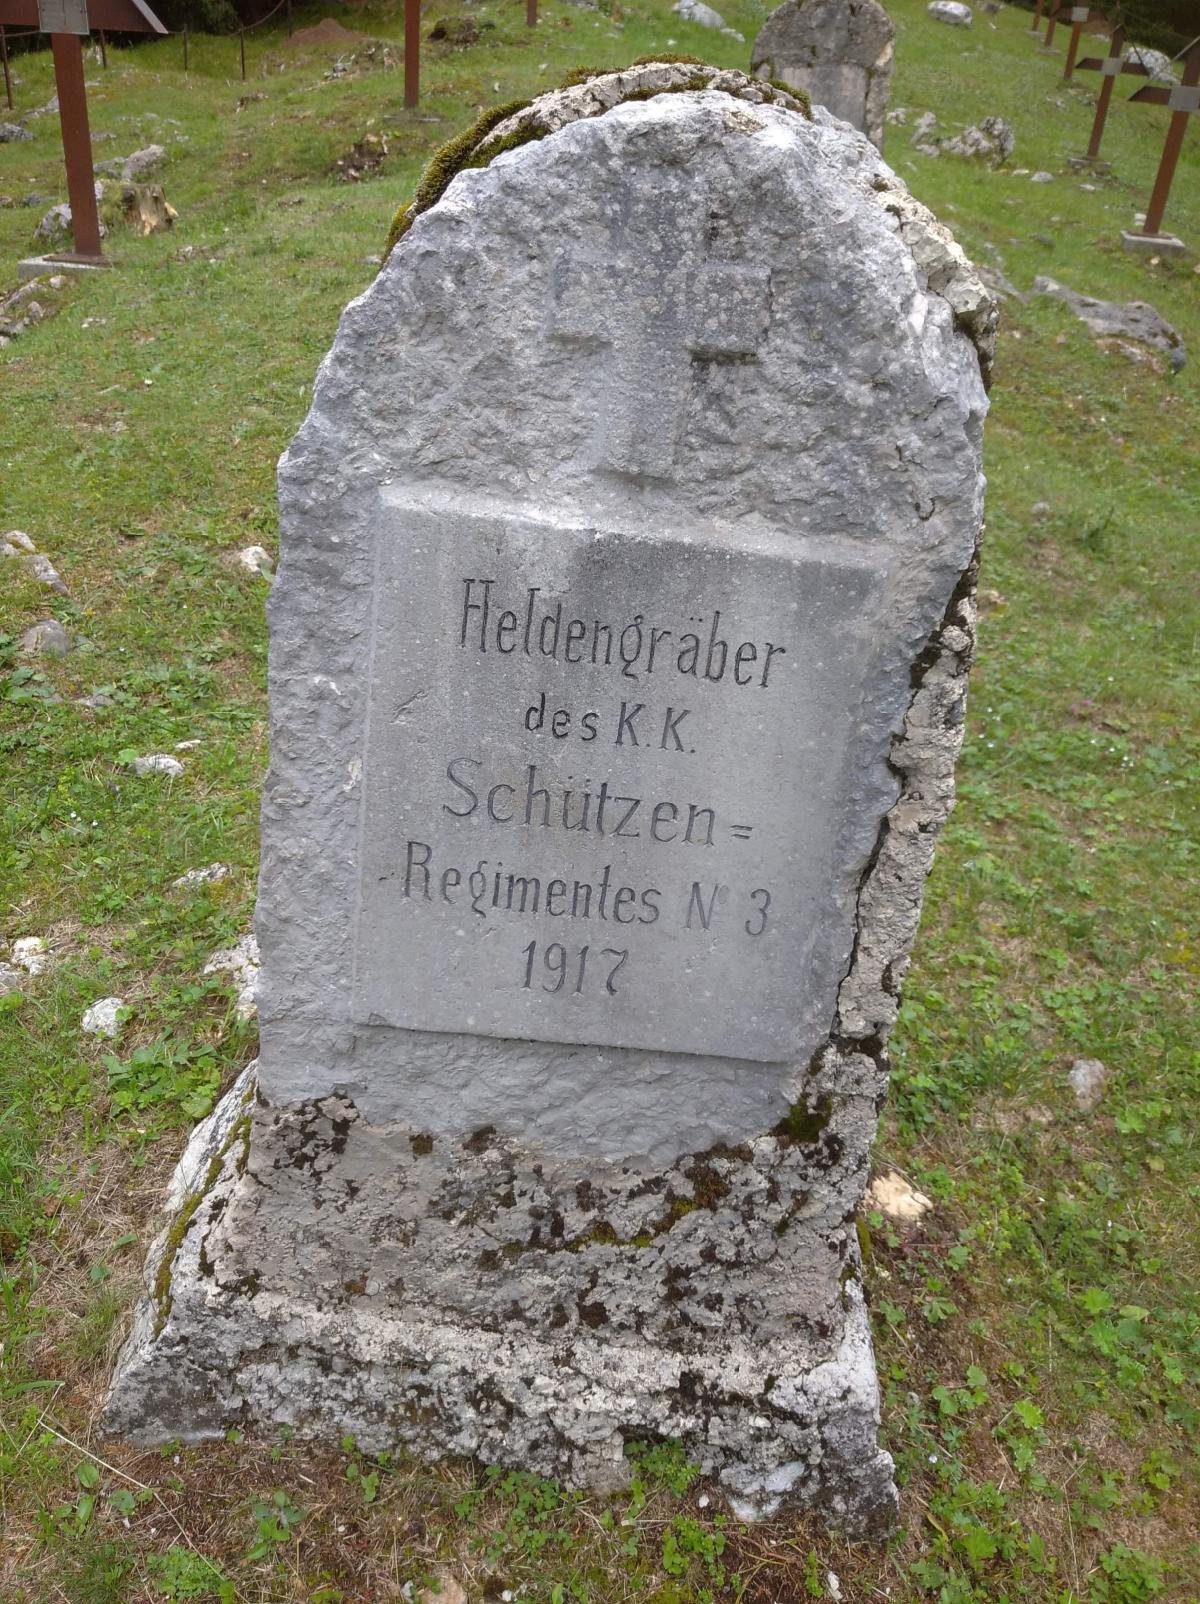 Heldengräber
des K.K.
Schützen=
Regimentes No 3
1917